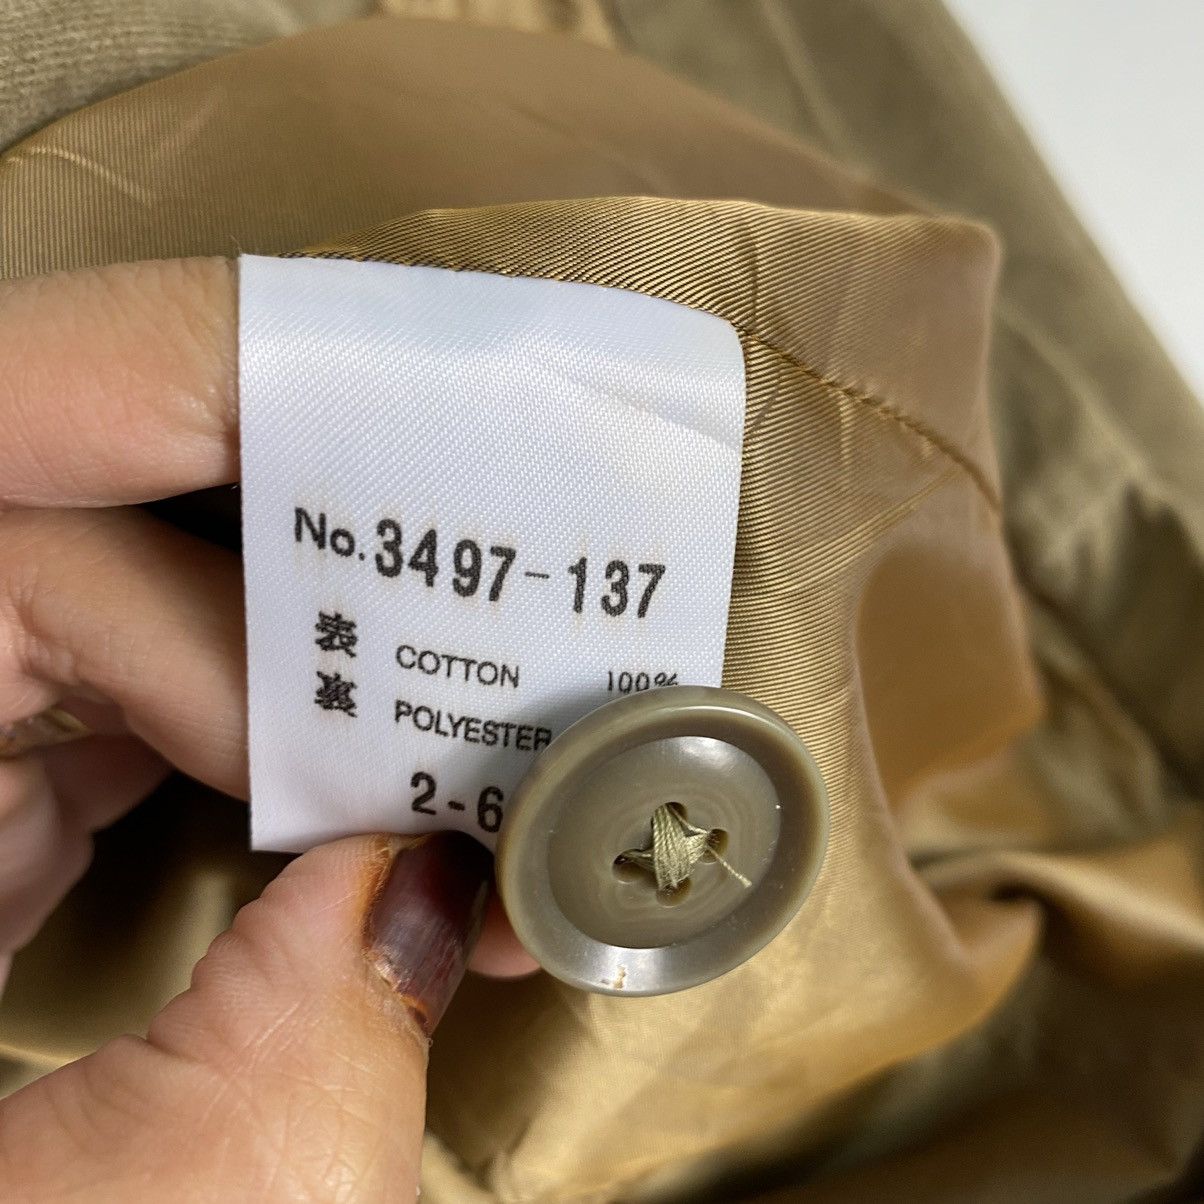 No.3497-137
表 COTTON 100%
裏 POLYESTER
2-6